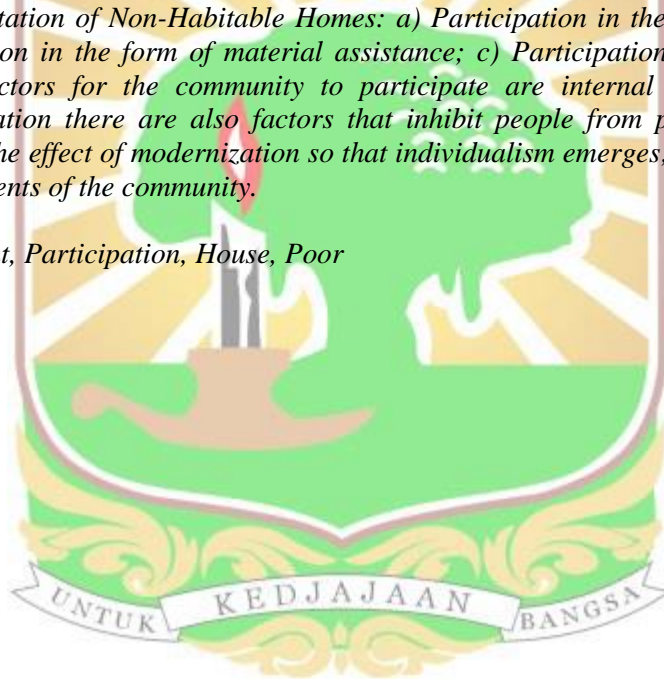 tation of Non-Habitable Homes: a) Participation in the
on in the form of material assistance; c) Participation
ctors for the community to participate are internal
ation there are also factors that inhibit people from p
he effect of modernization so that individualism emerges,
ents of the community.
t, Participation, House, Poor
UNTUK KEDJAJAAN BANGSA